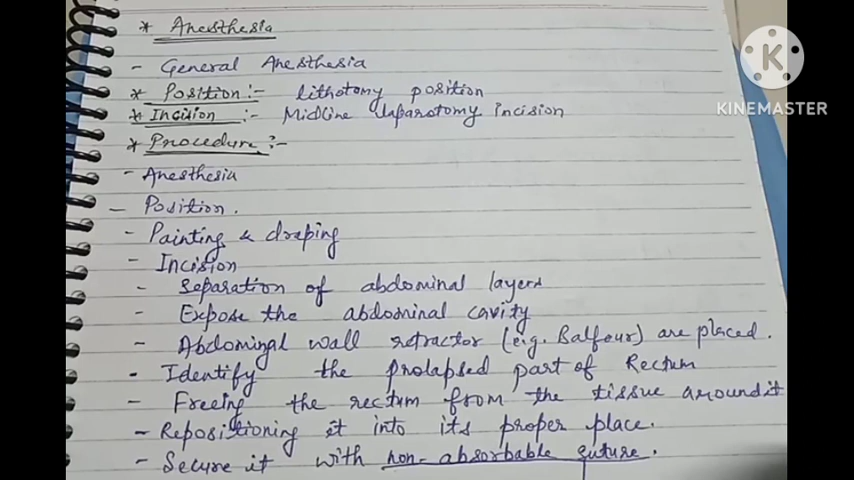 * Anesthesia
- General Anesthesia
* Position :- lithotomy position
* Incision :- Midline laparotomy incision
* Procedure :-
- Anesthesia
- Position.
- Painting & draping
- Incision
- Separation of abdominal layers
- Expose the abdominal cavity
- Abdominal wall retractor (e.g. Balfour) are placed.
- Identify the prolapsed part of Rectum
- Freeing the rectum from the tissue around it
- Repositioning it into its proper place.
- Secure it with non-absorbable suture.
K
KINEMASTER